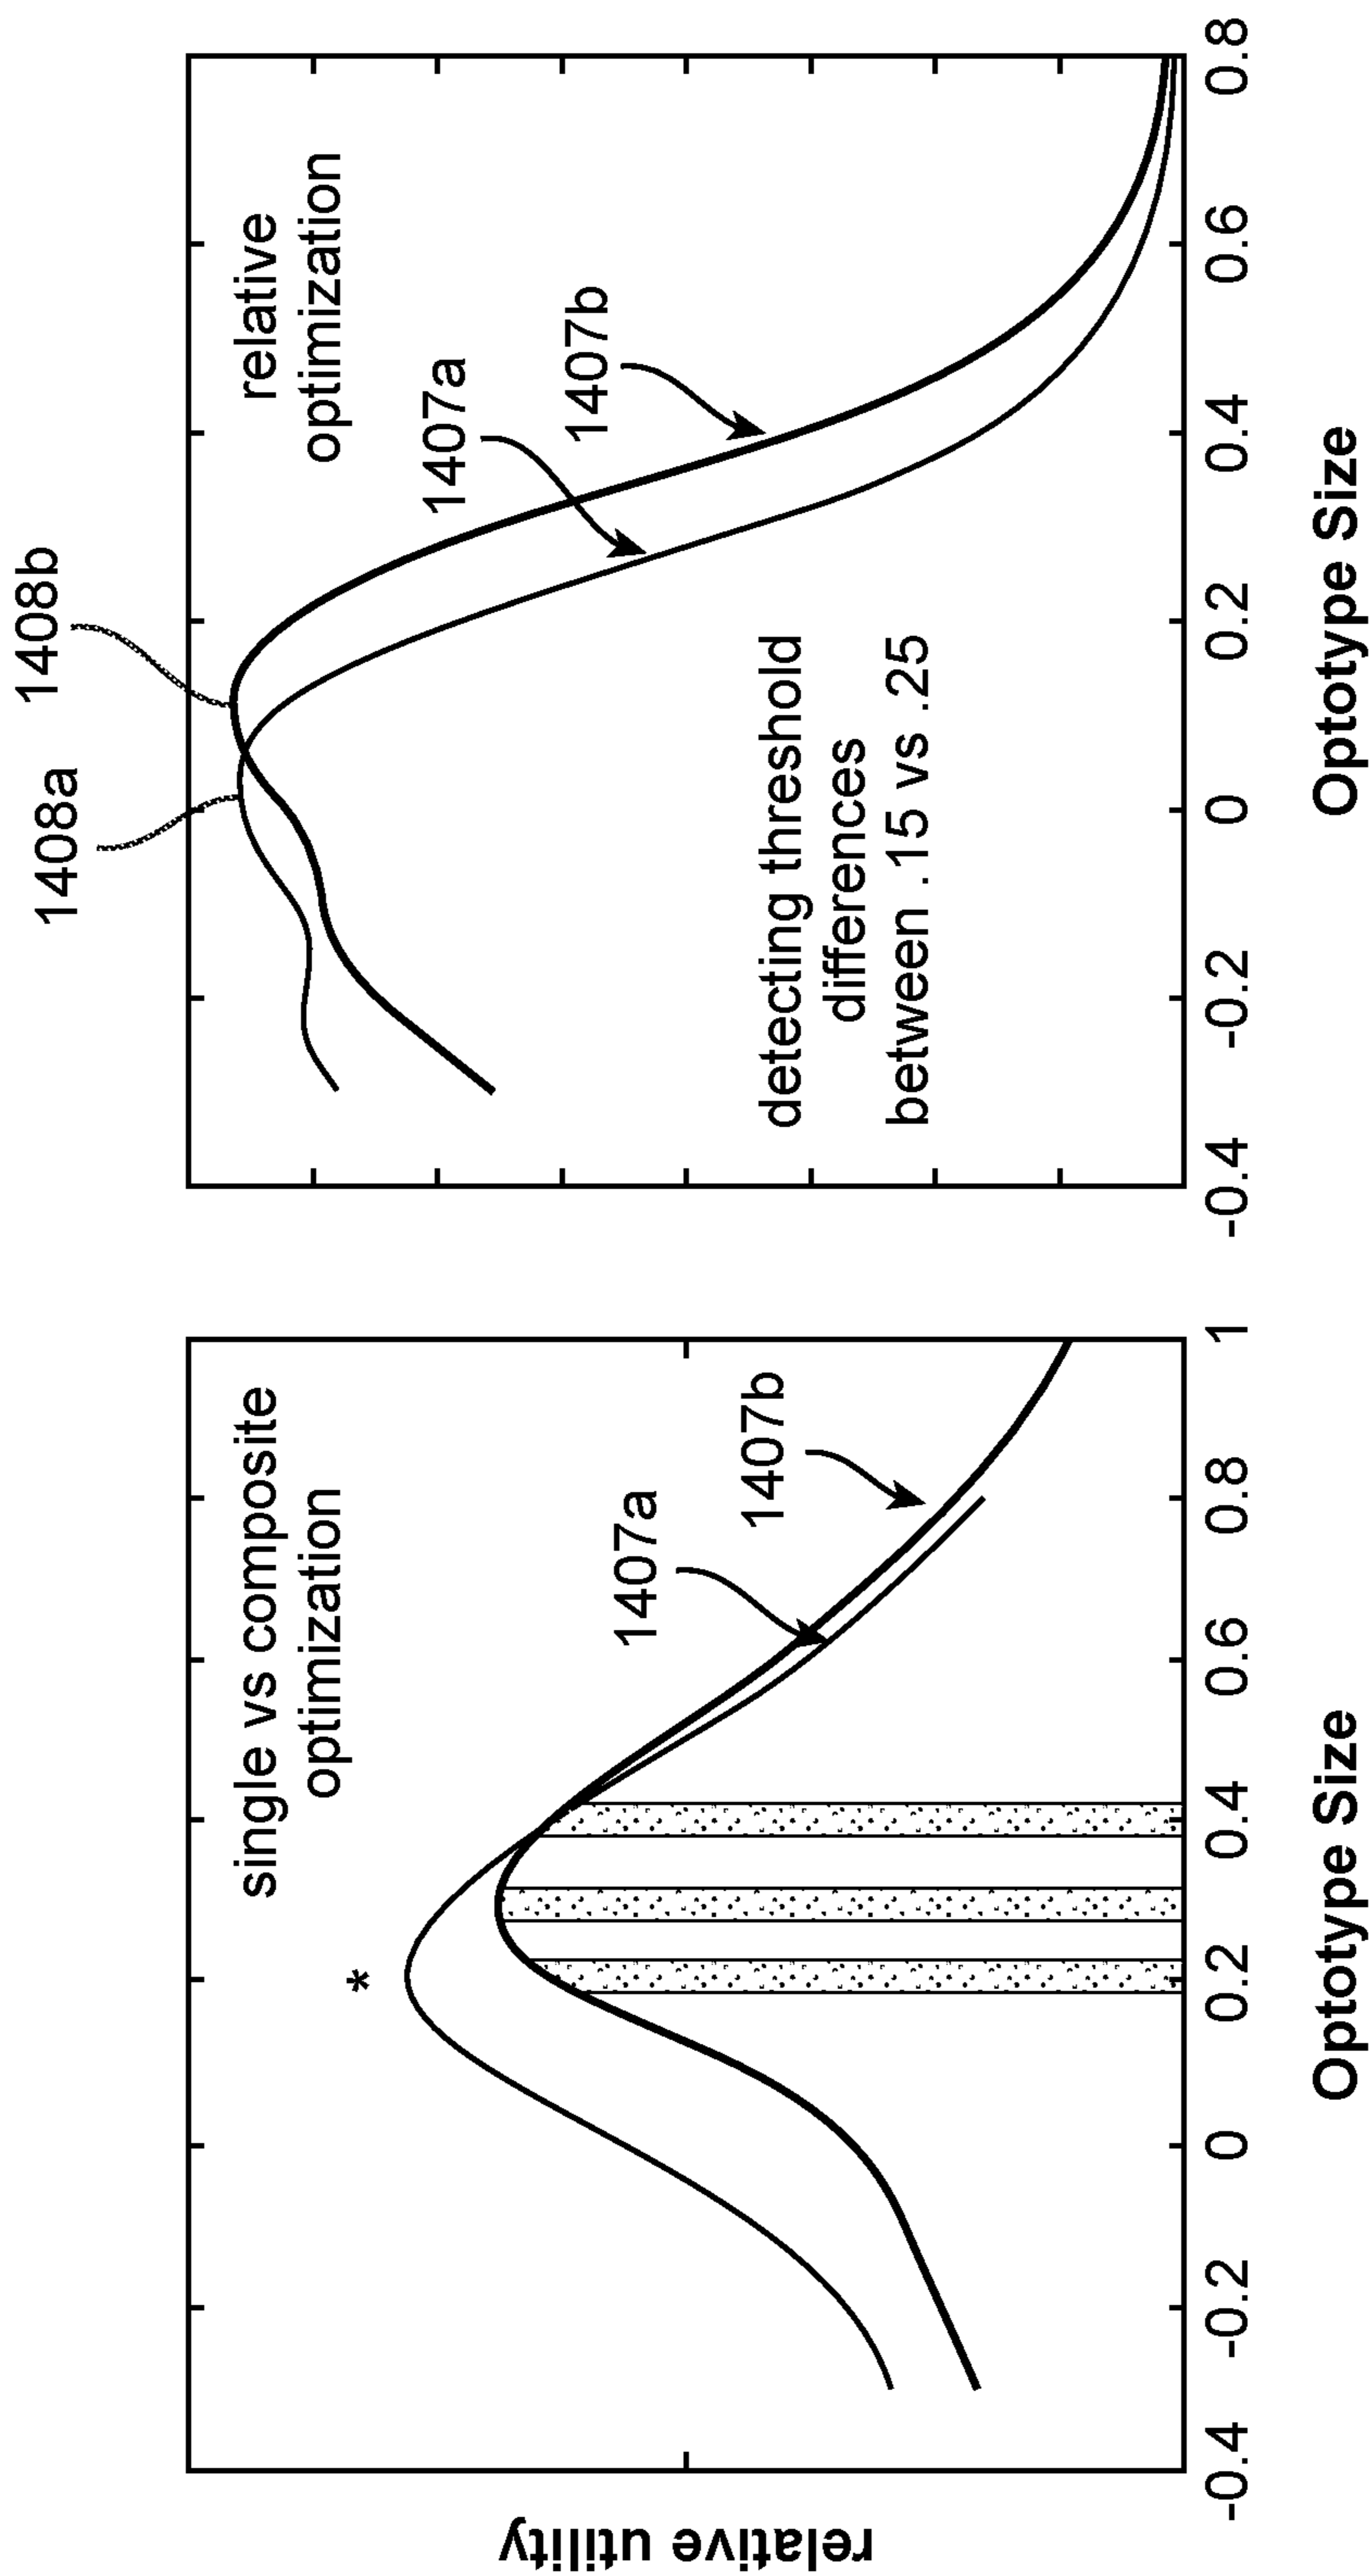 relative utility
single vs composite
optimization
*
1407a
1407b
-0.4
-0.2
0
0.2
0.4
0.6
0.8
1
Optotype Size
1408a
1408b
relative
optimization
1407a
1407b
detecting threshold
differences
between .15 vs .25
-0.4
-0.2
0
0.2
0.4
0.6
0.8
Optotype Size